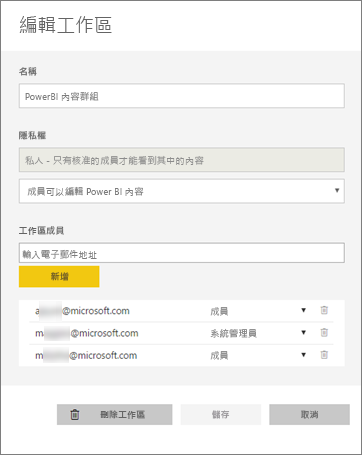 編輯工作區
名稱
PowerBI 內容群組
隱私權
私人 - 只有核准的成員才能看到其中的內容
成員可以編輯 Power BI 內容
工作區成員
輸入電子郵件地址
新增
a @microsoft.com 成員
m @microsoft.com 系統管理員
m @microsoft.com 成員
刪除工作區 儲存 取消